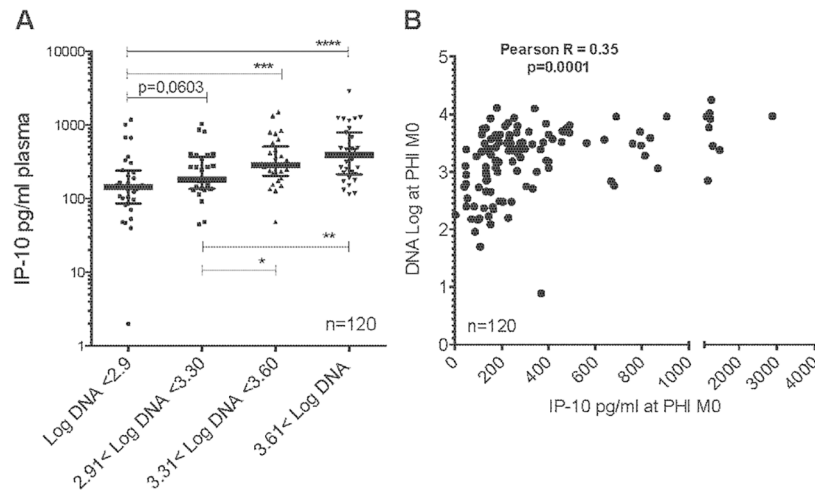 A
IP-10 pg/ml plasma
10000
1000
100
10
1
****
***
p=0,0603
**
*
n=120
Log DNA <2.9
2.91< Log DNA <3.30
3.31< Log DNA <3.60
3.61< Log DNA
B
Pearson R = 0.35
p=0.0001
DNA Log at PHI M0
5
4
3
2
1
0
n=120
0
200
400
600
800
1000
2000
3000
4000
IP-10 pg/ml at PHI M0